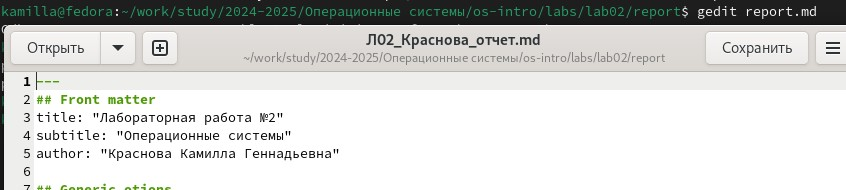 kamilla@fedora:~/work/study/2024-2025/Операционные системы/os-intro/labs/lab02/report$ gedit report.md
Открыть
Л02_Краснова_отчет.md
Сохранить
~/work/study/2024-2025/Операционные системы/os-intro/labs/lab02/report
1 ---
2 ## Front matter
3 title: "Лабораторная работа №2"
4 subtitle: "Операционные системы"
5 author: "Краснова Камилла Геннадьевна"
6
7 ## Generic otions